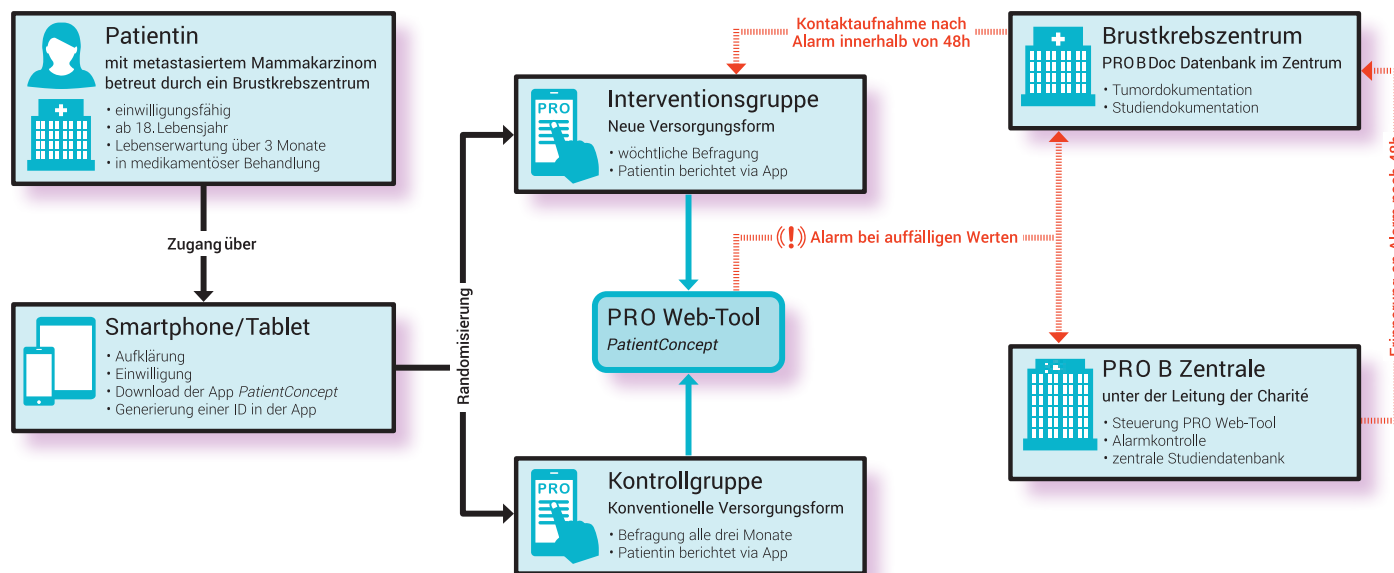 Patientin
mit metastasiertem Mammakarzinom
betreut durch ein Brustkrebszentrum
• einwilligungsfähig
• ab 18. Lebensjahr
• Lebenserwartung über 3 Monate
• in medikamentöser Behandlung
Zugang über
Smartphone/Tablet
• Aufklärung
• Einwilligung
• Download der App PatientConcept
• Generierung einer ID in der App
Randomisierung
PRO
Interventionsgruppe
Neue Versorgungsform
• wöchtliche Befragung
• Patientin berichtet via App
PRO Web-Tool
PatientConcept
PRO
Kontrollgruppe
Konventionelle Versorgungsform
• Befragung alle drei Monate
• Patientin berichtet via App
Kontaktaufnahme nach
Alarm innerhalb von 48h
((!)) Alarm bei auffälligen Werten
Brustkrebszentrum
PRO B Doc Datenbank im Zentrum
• Tumordokumentation
• Studiendokumentation
PRO B Zentrale
unter der Leitung der Charité
• Steuerung PRO Web-Tool
• Alarmkontrolle
• zentrale Studiendatenbank